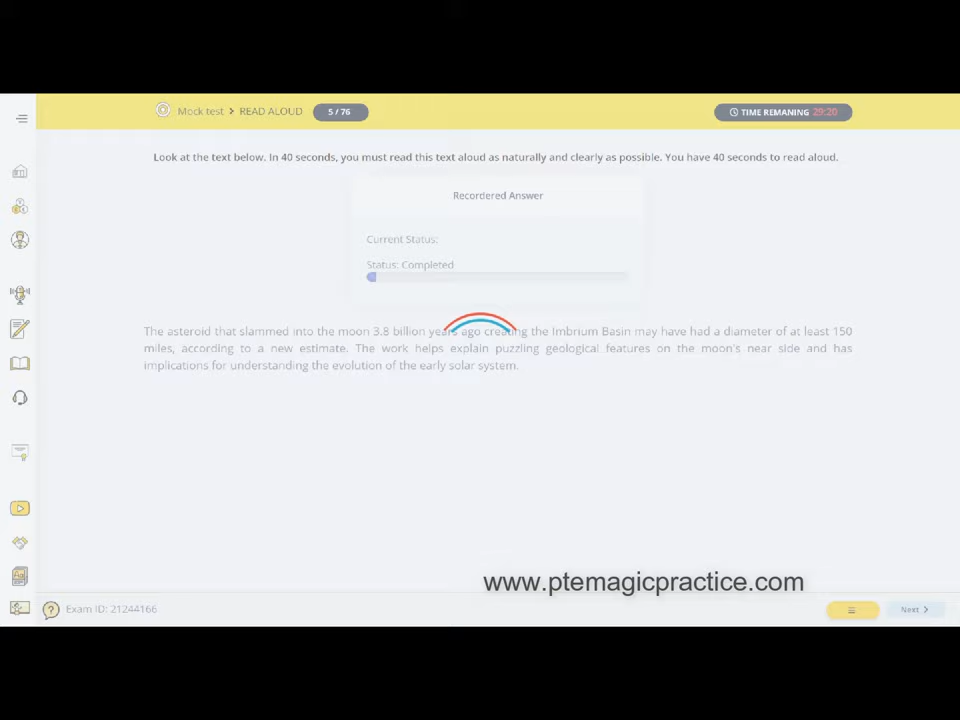 Mock test > READ ALOUD 5 / 76 TIME REMANING 29:20
Look at the text below. In 40 seconds, you must read this text aloud as naturally and clearly as possible. You have 40 seconds to read aloud.
Recordered Answer
Current Status:
Status: Completed
The asteroid that slammed into the moon 3.8 billion years ago creating the Imbrium Basin may have had a diameter of at least 150
miles, according to a new estimate. The work helps explain puzzling geological features on the moon's near side and has
implications for understanding the evolution of the early solar system.
www.ptemagicpractice.com
Exam ID: 21244166 Next >